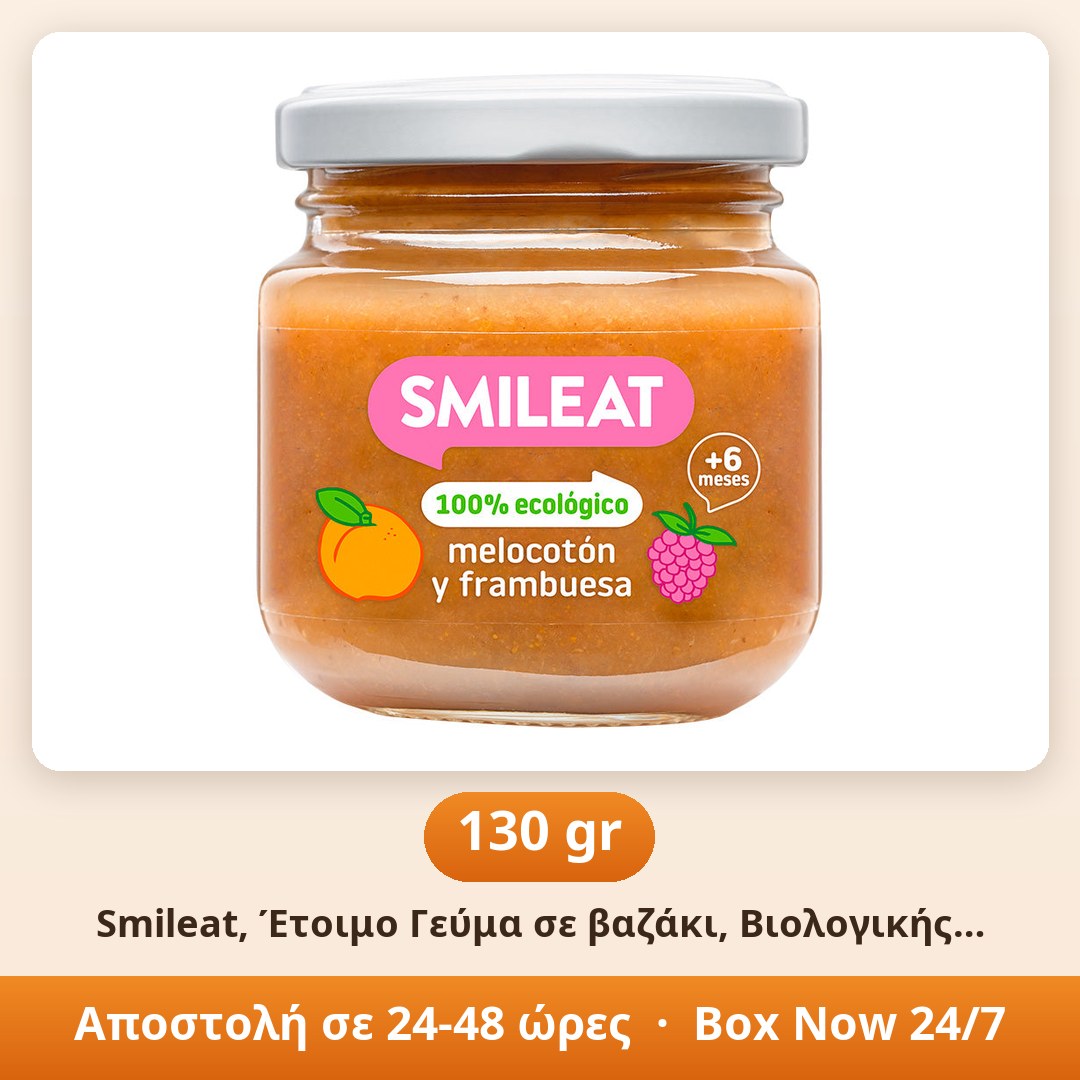 SMILEAT
+6
meses
100% ecológico
melocotón
y frambuesa
130 gr
Smileat, Έτοιμο Γεύμα σε βαζάκι, Βιολογικής...
Αποστολή σε 24-48 ώρες · Box Now 24/7